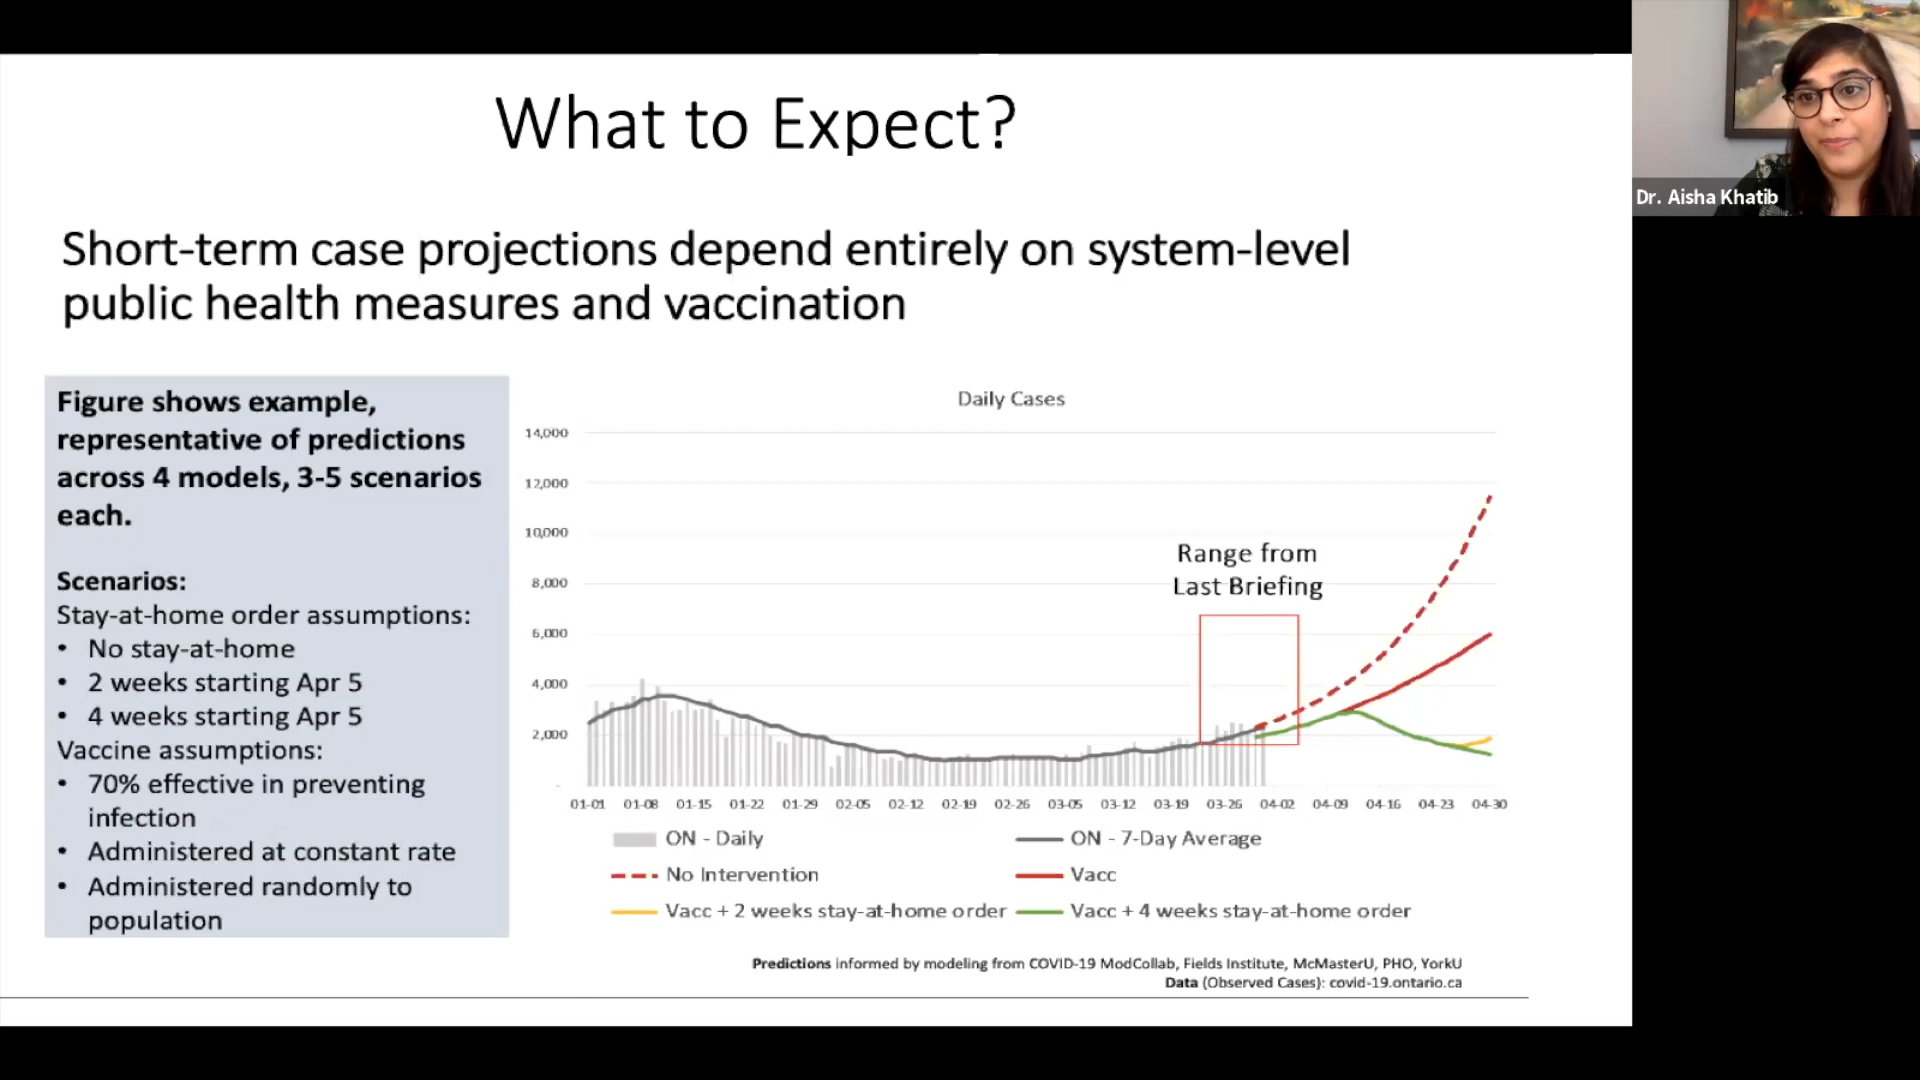 What to Expect?
Dr. Aisha Khatib
Short-term case projections depend entirely on system-level
public health measures and vaccination
Figure shows example,
representative of predictions
across 4 models, 3-5 scenarios
each.
Scenarios:
Stay-at-home order assumptions:
• No stay-at-home
• 2 weeks starting Apr 5
• 4 weeks starting Apr 5
Vaccine assumptions:
• 70% effective in preventing
infection
• Administered at constant rate
• Administered randomly to
population
Daily Cases
14,000
12,000
10,000
8,000
6,000
4,000
2,000
-
Range from
Last Briefing
01-01 01-08 01-15 01-22 01-29 02-05 02-12 02-19 02-26 03-05 03-12 03-19 03-26 04-02 04-09 04-16 04-23 04-30
ON - Daily ON - 7-Day Average
No Intervention Vacc
Vacc + 2 weeks stay-at-home order Vacc + 4 weeks stay-at-home order
Predictions informed by modeling from COVID-19 ModCollab, Fields Institute, McMasterU, PHO, YorkU
Data (Observed Cases): covid-19.ontario.ca